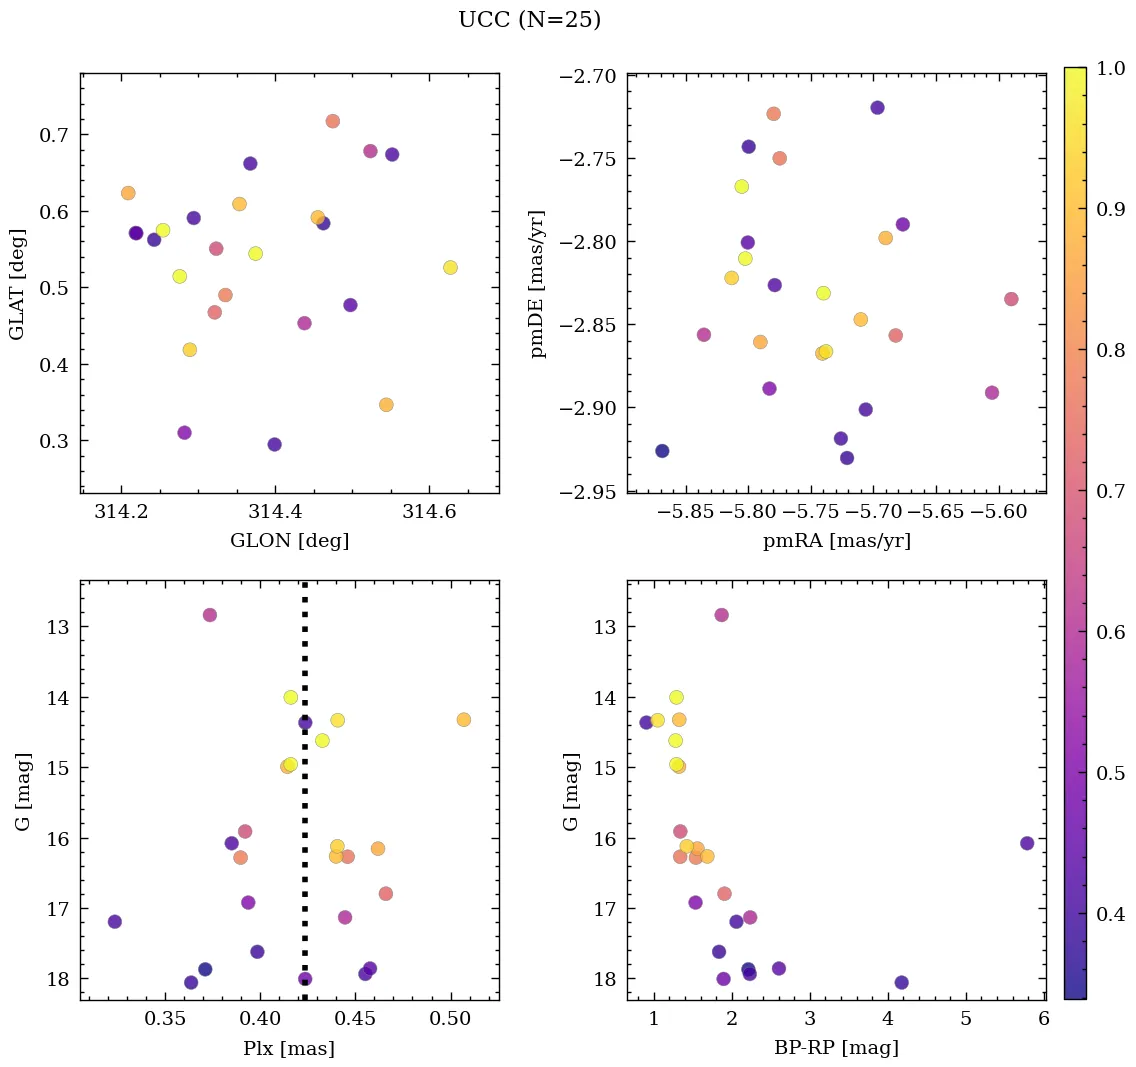 UCC (N=25)
0.7
0.6
0.5
0.4
0.3
GLAT [deg]
314.2 314.4 314.6
GLON [deg]
−2.70
−2.75
−2.80
−2.85
−2.90
−2.95
pmDE [mas/yr]
−5.85 −5.80 −5.75 −5.70 −5.65 −5.60
pmRA [mas/yr]
13
14
15
16
17
18
G [mag]
0.35 0.40 0.45 0.50
Plx [mas]
13
14
15
16
17
18
G [mag]
1 2 3 4 5 6
BP-RP [mag]
1.0
0.9
0.8
0.7
0.6
0.5
0.4